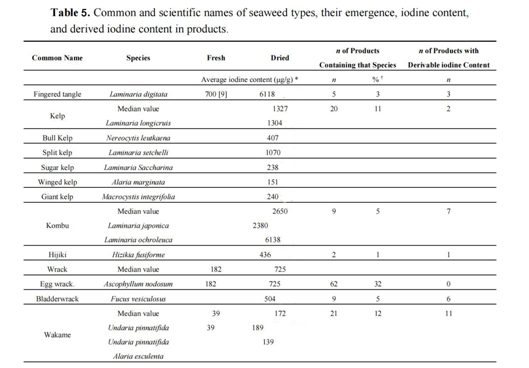 Table 5. Common and scientific names of seaweed types, their emergence, iodine content,
and derived iodine content in products.
Common Name Species Fresh Dried n of Products Containing that Species n of Products with Derivable iodine Content
Average iodine content (µg/g) * n % † n
Fingered tangle Laminaria digitata 700 [9] 6118 5 3 3
Kelp Median value 1327 20 11 2
Laminaria longicruis 1304
Bull Kelp Nereocytis leutkaena 407
Split kelp Laminaria setchelli 1070
Sugar kelp Laminaria Saccharina 238
Winged kelp Alaria marginata 151
Giant kelp Macrocystis integrifolia 240
Kombu Median value 2650 9 5 7
Laminaria japonica 2380
Laminaria ochroleuca 6138
Hijiki Hizikia fusiforme 436 2 1 1
Wrack Median value 182 725
Egg wrack Ascophyllum nodosum 182 725 62 32 0
Bladderwrack Fucus vesiculosus 504 9 5 6
Wakame Median value 39 172 21 12 11
Undaria pinnatifida 39 189
Undaria pinnatifida 139
Alaria esculenta